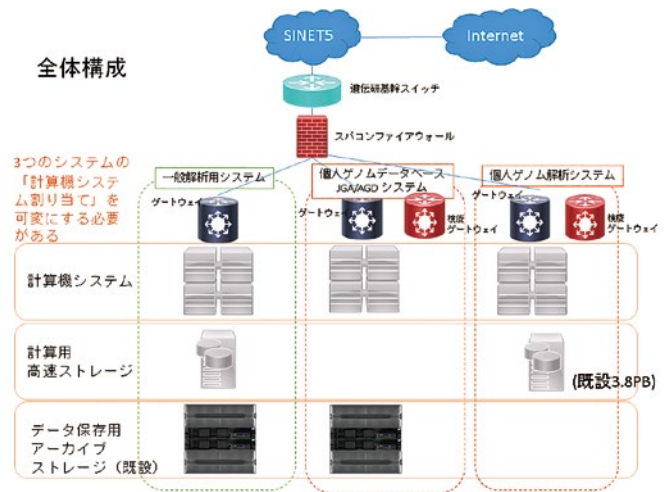 SINET5
Internet
全体構成
遺伝研基幹スイッチ
スパコンファイアウォール
3つのシステムの
「計算機システ
ム割り当て」を
可変にする必要
がある
一般解析用システム
個人ゲノムデータベース
JGA/AGD システム
個人ゲノム解析システム
ゲートウェイ
ゲートウェイ
検疫
ゲートウェイ
ゲートウェイ
検疫
ゲートウェイ
計算機システム
計算用
高速ストレージ
(既設3.8PB)
データ保存用
アーカイブ
ストレージ（既設）